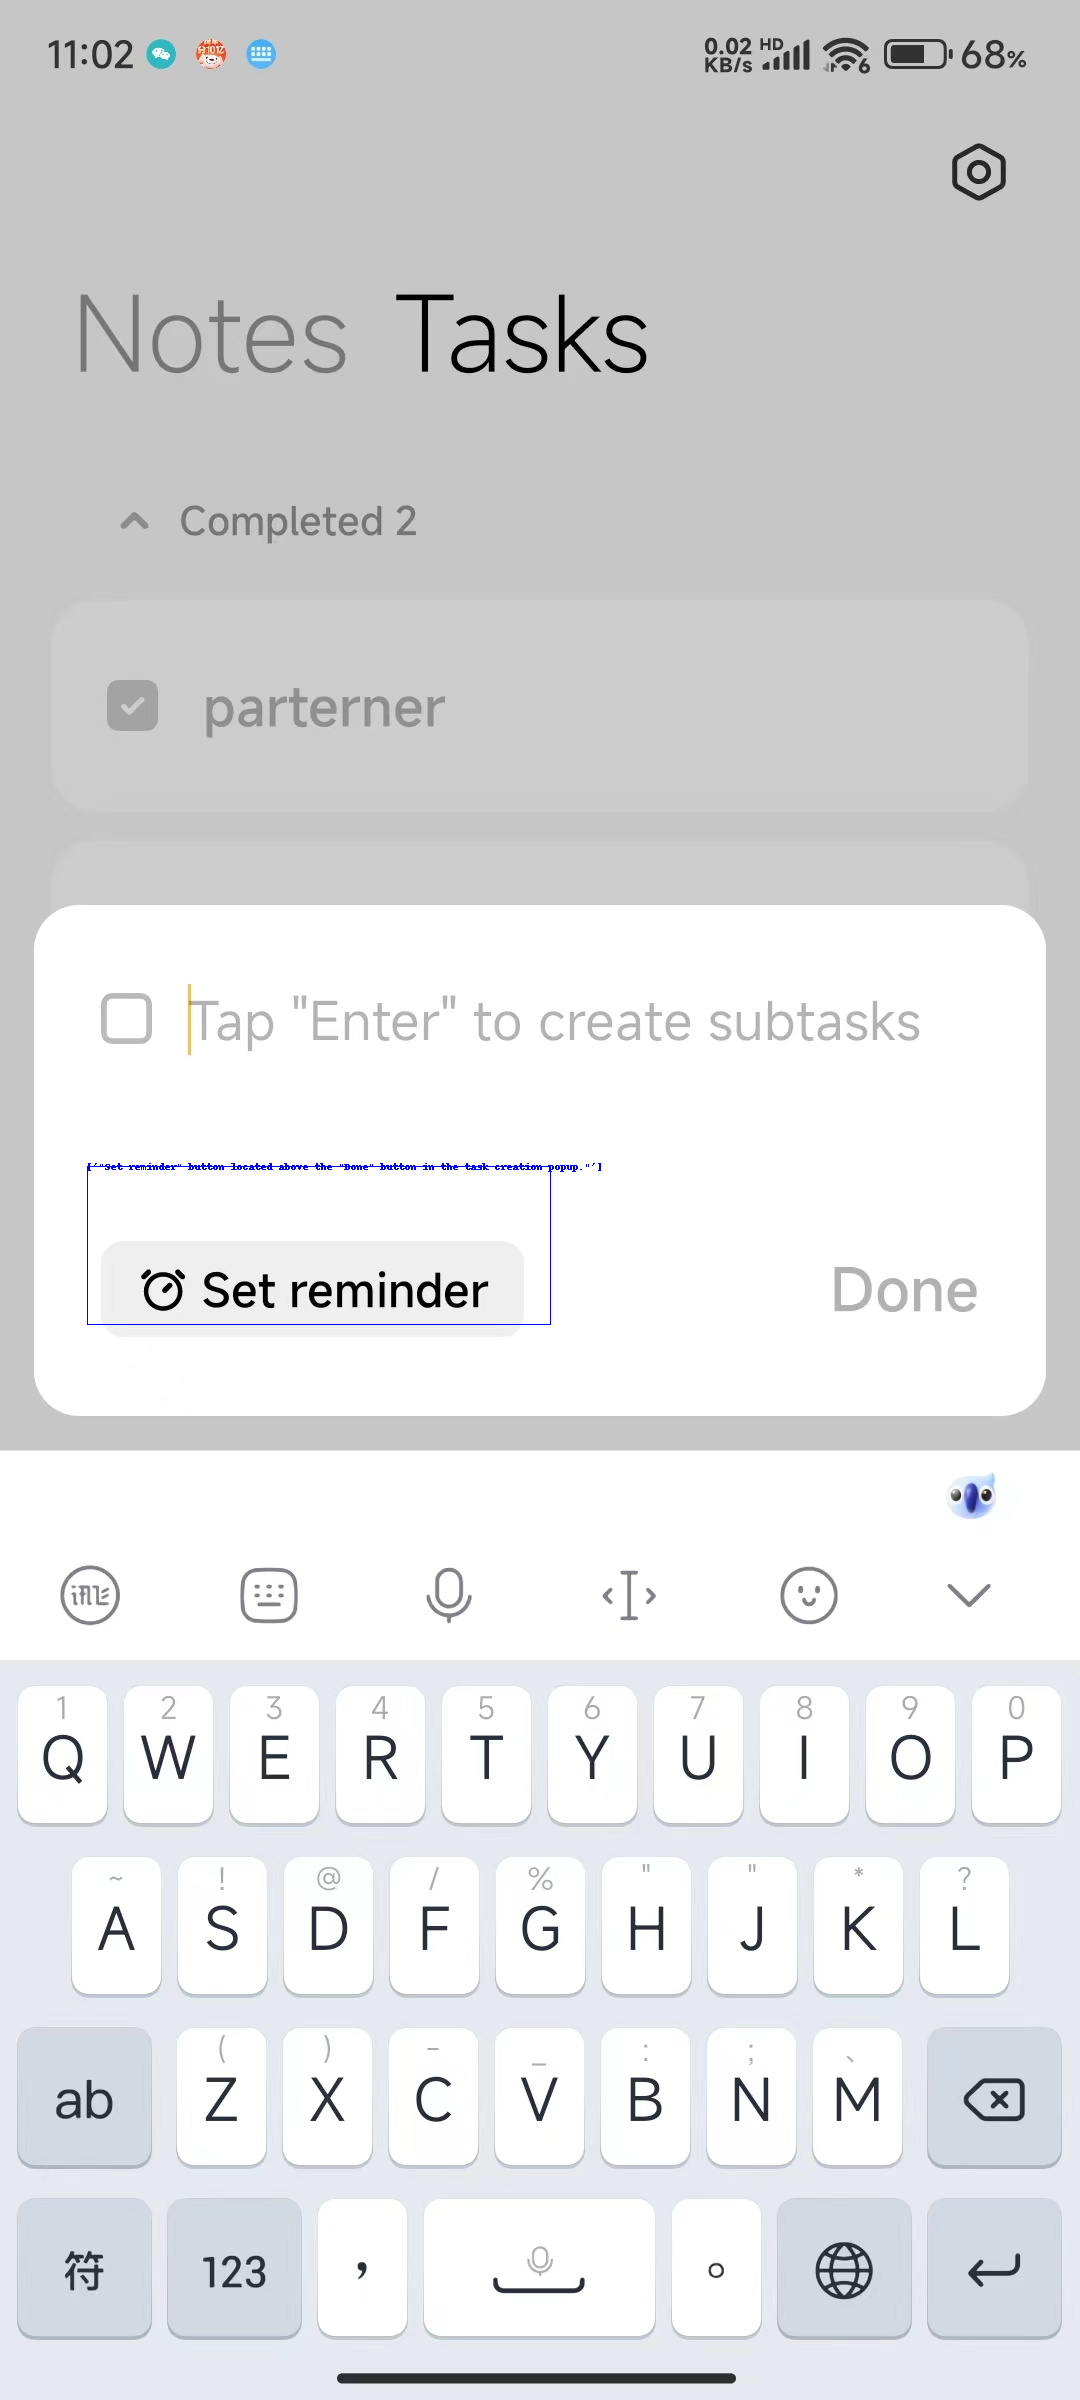 11:02
0.02 KB/s HD 6 68%
Notes Tasks
Completed 2
parterner
Tap "Enter" to create subtasks
['"Set reminder" button located above the "Done" button in the task creation popup."']
Set reminder
Done
1 2 3 4 5 6 7 8 9 0
Q W E R T Y U I O P
~ ! @ / % " " * ?
A S D F G H J K L
( ) - _ : ; 、
ab Z X C V B N M
符 123 , 。